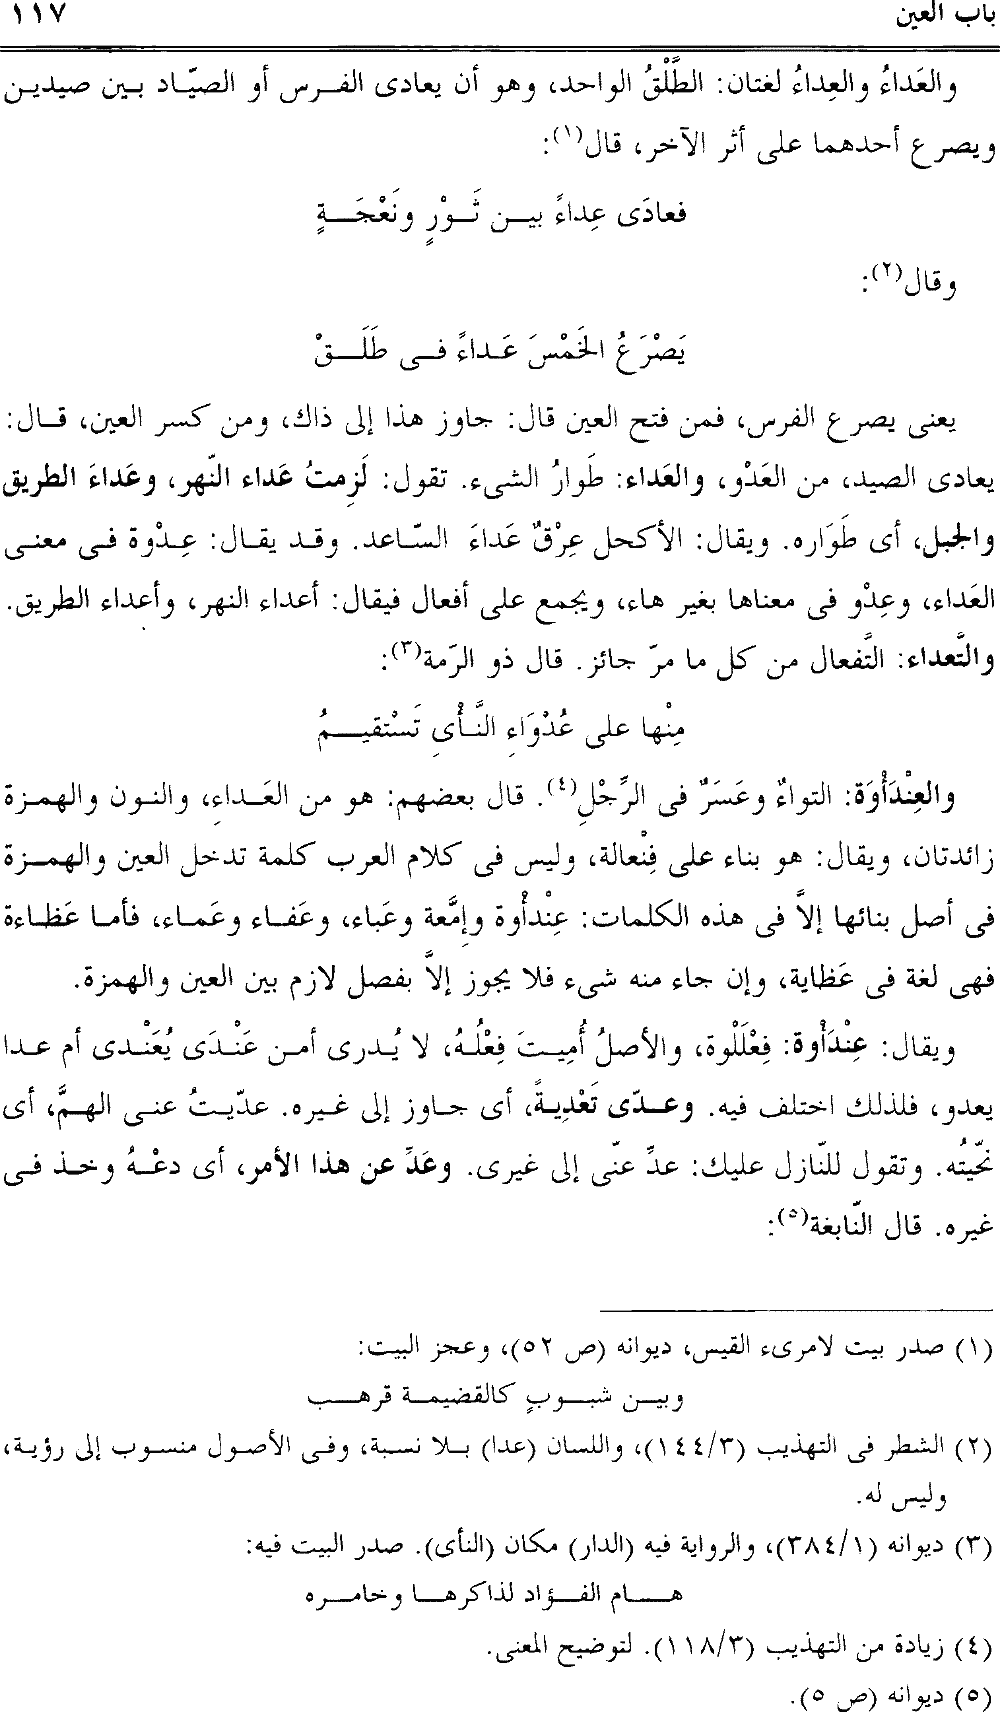 باب العين ١١٧
والعَداءُ والعِداءُ لغتان: الطَّلْقُ الواحد، وهو أن يعادى الفرس أو الصيّاد بين صيدين
ويصرع أحدهما على أثر الآخر، قال(١):
فعادَى عِداءً بين ثَوْرٍ ونَعْجَةٍ
وقال(٢):
يَصْرَعُ الخَمْسَ عَداءً فى طَلَقْ
يعنى يصرع الفرس، فمن فتح العين قال: جاوز هذا إلى ذاك، ومن كسر العين، قال:
يعادى الصيد، من العَدْو، والعَداء: طَوارُ الشىء. تقول: لَزِمتُ عَداء النّهر، وعَداءَ الطريق
والجبل، أى طَوَاره. ويقال: الأكحل عِرْقٌ عَداءَ السّاعد. وقد يقال: عِدْوة فى معنى
العَداء، وعِدْو فى معناها بغير هاء، ويجمع على أفعال فيقال: أعداء النهر، وأعداء الطريق.
والتَّعداء: التَّفعال من كل ما مرّ جائز. قال ذو الرّمة(٣):
مِنْها على عُدْوَاءِ النَّأْىِ تَسْتقيمُ
والعِنْدَأْوَة: التواءٌ وعَسَرٌ فى الرِّجْلِ(٤). قال بعضهم: هو من العَداءِ، والنون والهمزة
زائدتان، ويقال: هو بناء على فِنْعالة، وليس فى كلام العرب كلمة تدخل العين والهمزة
فى أصل بنائها إلاَّ فى هذه الكلمات: عِنْدأْوة وإِمَّعة وعَباء، وعَفاء وعَماء، فأما عَظاءة
فهى لغة فى عَظاية، وإن جاء منه شىء فلا يجوز إلاَّ بفصل لازم بين العين والهمزة.
ويقال: عِنْدَأْوة: فِعْلَلْوة، والأصلُ أُمِيتَ فِعْلُهُ، لا يُدرى أمن عَنْدَى يُعَنْدى أم عدا
يعدو، فلذلك اختلف فيه. وعدّى تَعْدِيةً، أى جاوز إلى غيره. عدّيتُ عنى الهمَّ، أى
نحّيتُه. وتقول للنّازل عليك: عدِّ عنّى إلى غيرى. وعَدِّ عن هذا الأمر، أى دعْهُ وخذ فى
غيره. قال النّابغة(٥):
(١) صدر بيت لامرىء القيس، ديوانه (ص ٥٢)، وعجز البيت:
وبين شبوبٍ كالقضيمة قرهب
(٢) الشطر فى التهذيب (١٤٤/٣)، واللسان (عدا) بلا نسبة، وفى الأصول منسوب إلى رؤية،
وليس له.
(٣) ديوانه (٣٨٤/١)، والرواية فيه (الدار) مكان (النأى). صدر البيت فيه:
هام الفؤاد لذاكرها وخامره
(٤) زيادة من التهذيب (١١٨/٣). لتوضيح المعنى.
(٥) ديوانه (ص ٥).